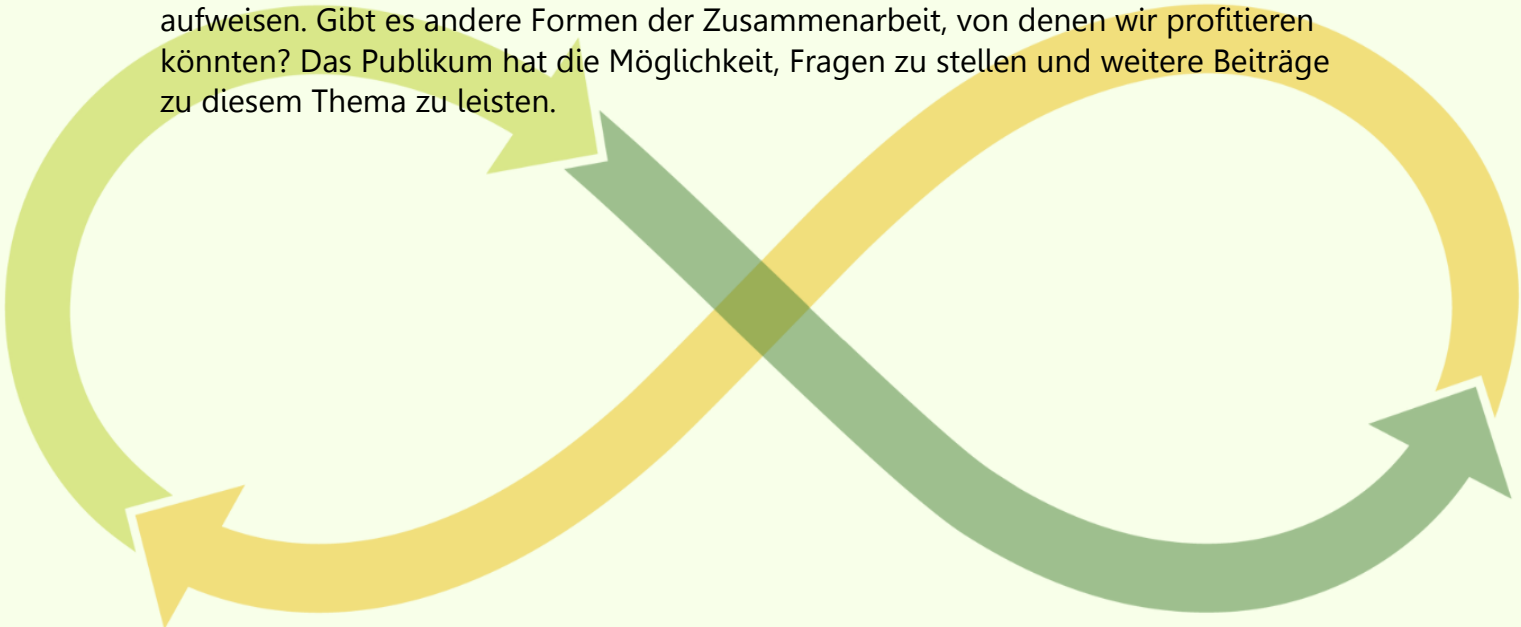 aufweisen. Gibt es andere Formen der Zusammenarbeit, von denen wir profitieren
könnten? Das Publikum hat die Möglichkeit, Fragen zu stellen und weitere Beiträge
zu diesem Thema zu leisten.